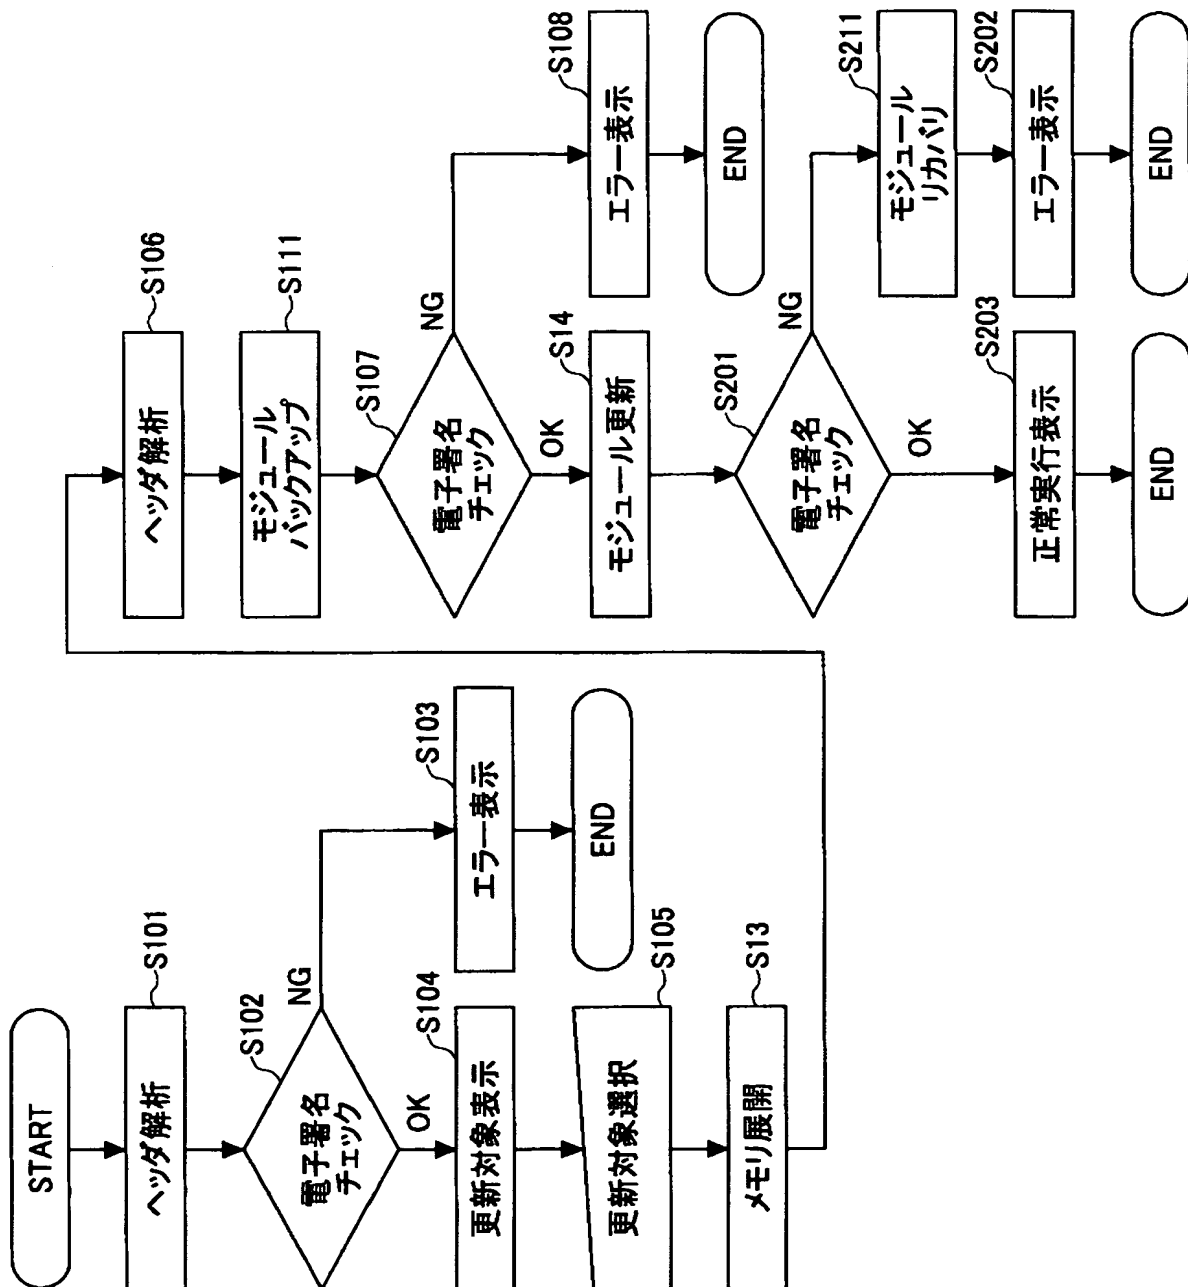 START
ヘッダ解析
S101
電子署名
チェック
S102
NG
OK
エラー表示
S103
END
更新対象表示
S104
更新対象選択
S105
メモリ展開
S13
ヘッダ解析
S106
モジュール
バックアップ
S111
電子署名
チェック
S107
NG
OK
エラー表示
S108
END
モジュール更新
S14
電子署名
チェック
S201
NG
OK
モジュール
リカバリ
S211
エラー表示
S202
END
正常実行表示
S203
END